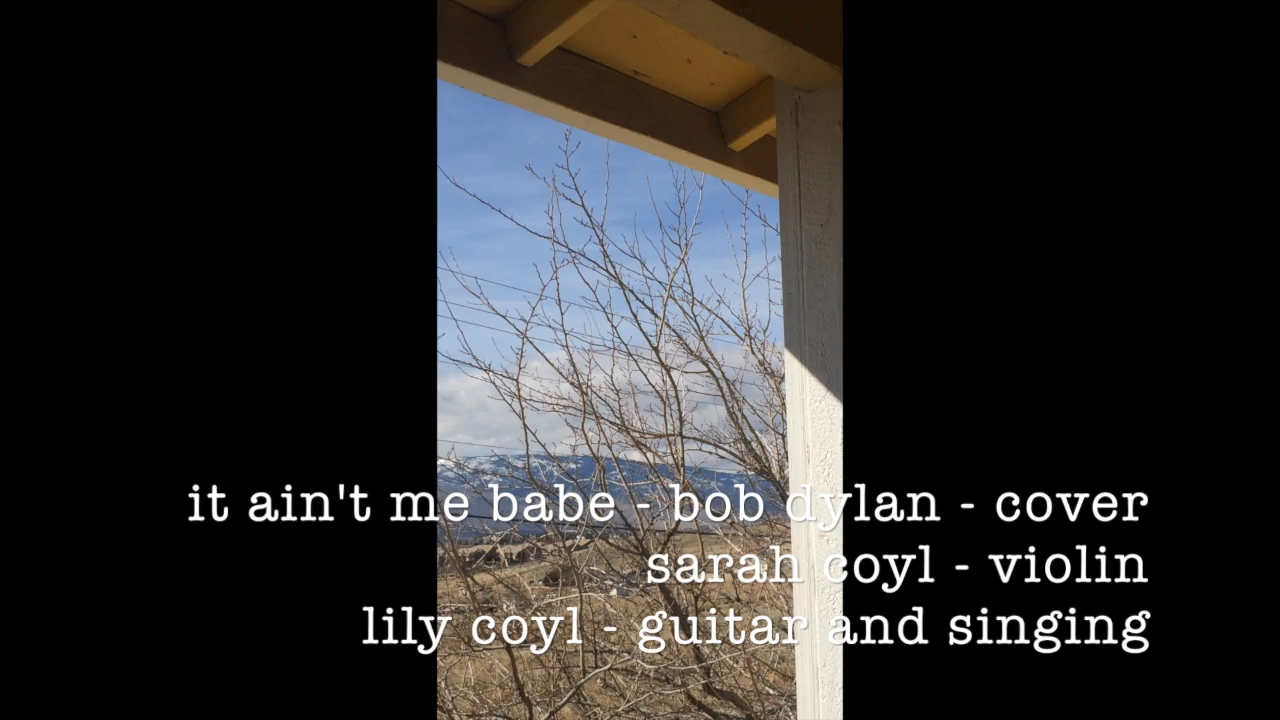 it ain't me babe - bob dylan - cover
sarah coyl - violin
lily coyl - guitar and singing